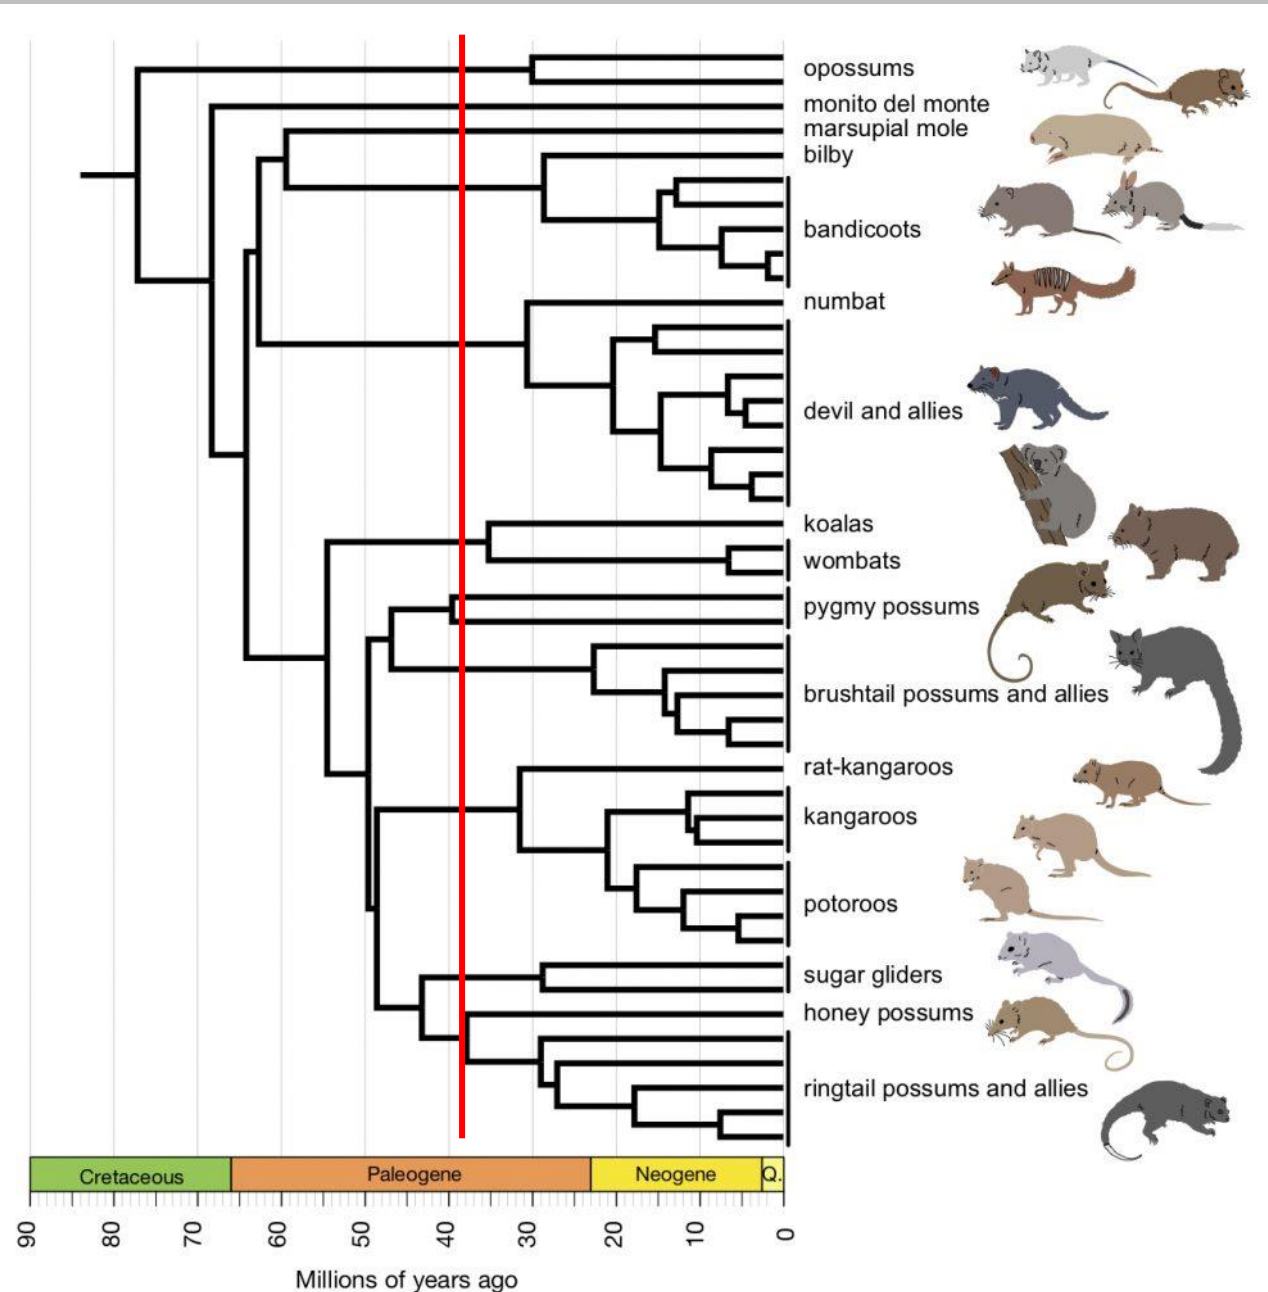 opossums
monito del monte
marsupial mole
bilby
bandicoots
numbat
devil and allies
koalas
wombats
pygmy possums
brushtail possums and allies
rat-kangaroos
kangaroos
potoroos
sugar gliders
honey possums
ringtail possums and allies
Cretaceous Paleogene Neogene Q.
90 80 70 60 50 40 30 20 10 0
Millions of years ago